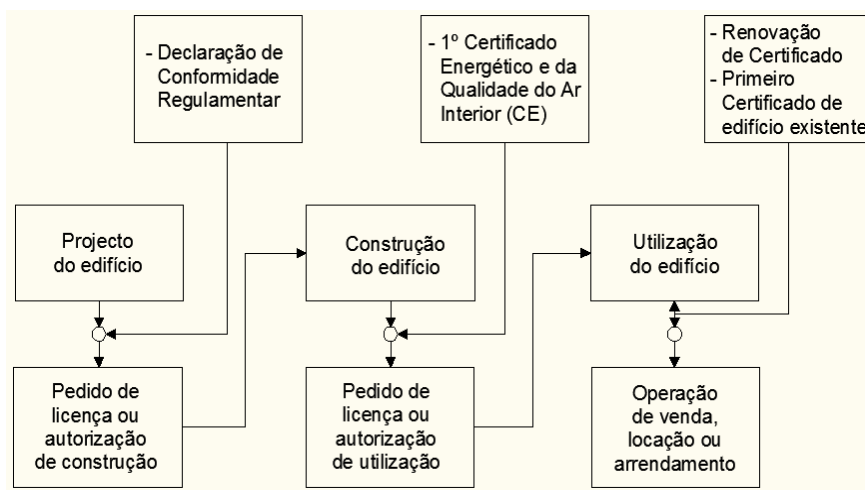 - Declaração de
Conformidade
Regulamentar
- 1º Certificado
Energético e da
Qualidade do Ar
Interior (CE)
- Renovação
de Certificado
- Primeiro
Certificado de
edifício existente
Projecto
do edifício
Construção
do edifício
Utilização
do edifício
Pedido de
licença ou
autorização
de construção
Pedido de
licença ou
autorização
de utilização
Operação
de venda,
locação ou
arrendamento